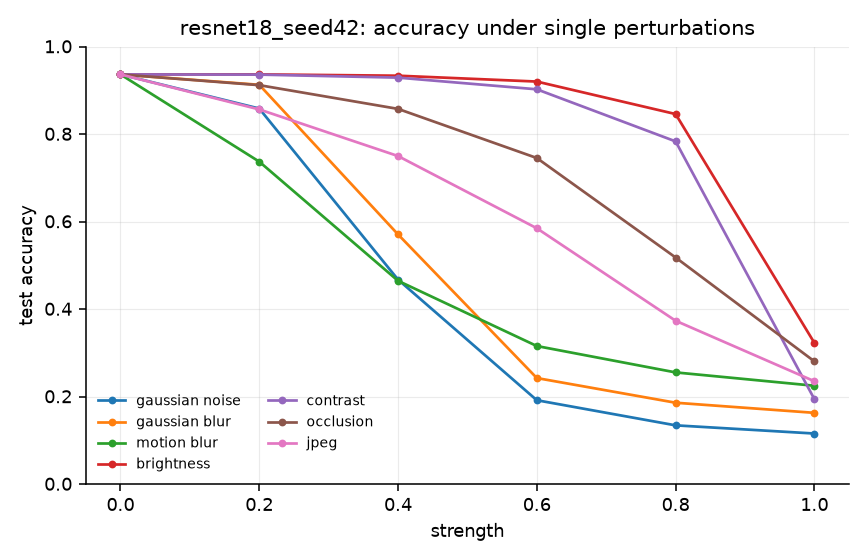 resnet18_seed42: accuracy under single perturbations
1.0
0.8
0.6
0.4
0.2
0.0
test accuracy
gaussian noise
gaussian blur
motion blur
brightness
contrast
occlusion
jpeg
0.0 0.2 0.4 0.6 0.8 1.0
strength